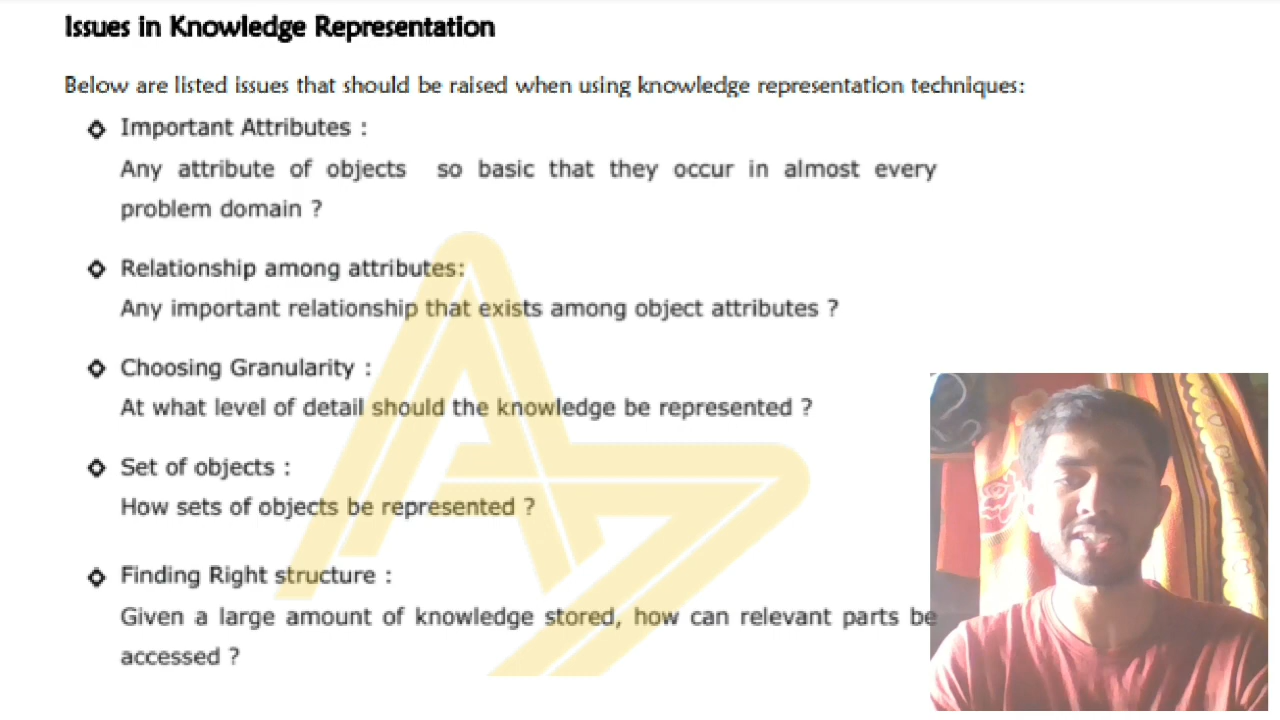 Issues in Knowledge Representation
Below are listed issues that should be raised when using knowledge representation techniques:
Important Attributes :
Any attribute of objects so basic that they occur in almost every
problem domain ?
Relationship among attributes:
Any important relationship that exists among object attributes ?
Choosing Granularity :
At what level of detail should the knowledge be represented ?
Set of objects :
How sets of objects be represented ?
Finding Right structure :
Given a large amount of knowledge stored, how can relevant parts be
accessed ?